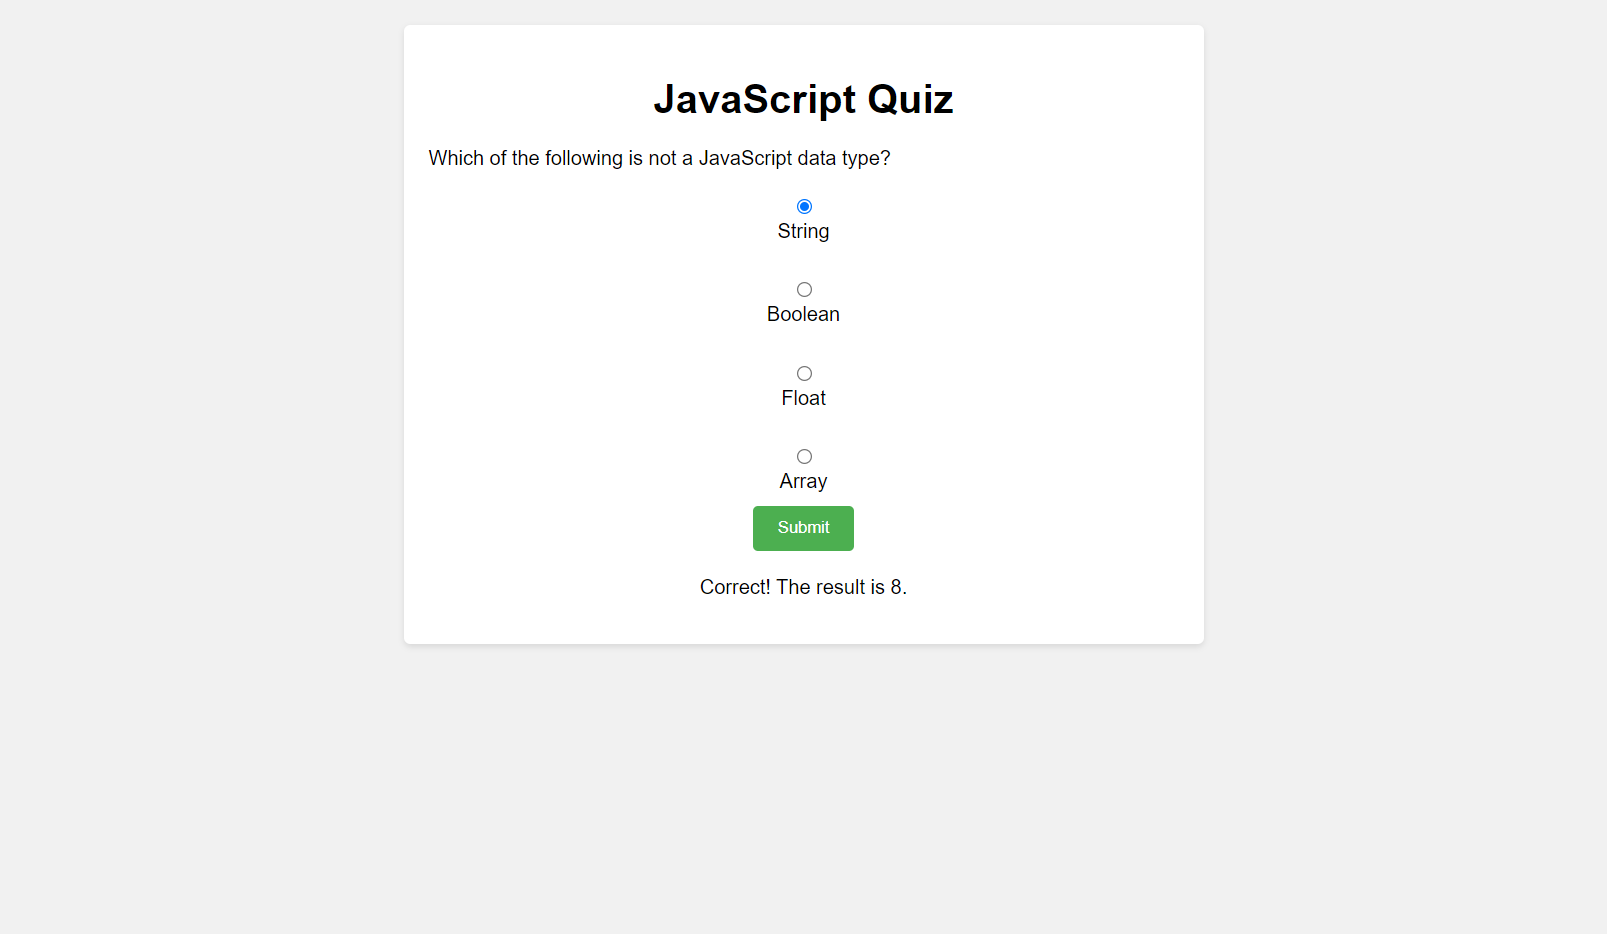 JavaScript Quiz
Which of the following is not a JavaScript data type?
String
Boolean
Float
Array
Submit
Correct! The result is 8.